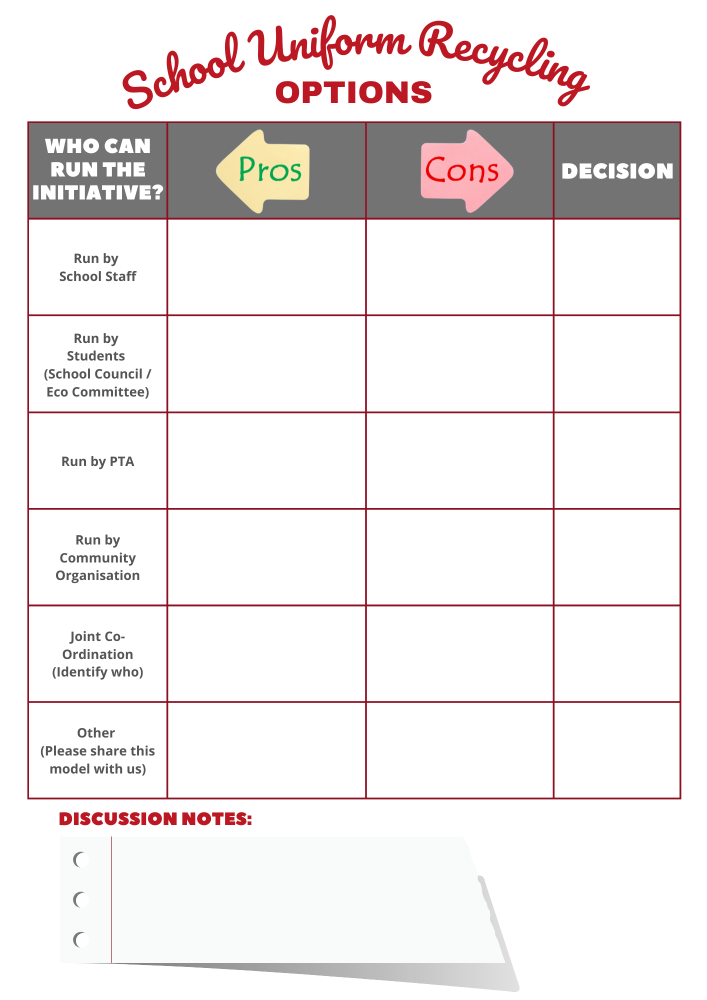 School Uniform Recycling
OPTIONS
WHO CAN
RUN THE
INITIATIVE?
Pros
Cons
DECISION
Run by
School Staff
Run by
Students
(School Council /
Eco Committee)
Run by PTA
Run by
Community
Organisation
Joint Co-
Ordination
(Identify who)
Other
(Please share this
model with us)
DISCUSSION NOTES: